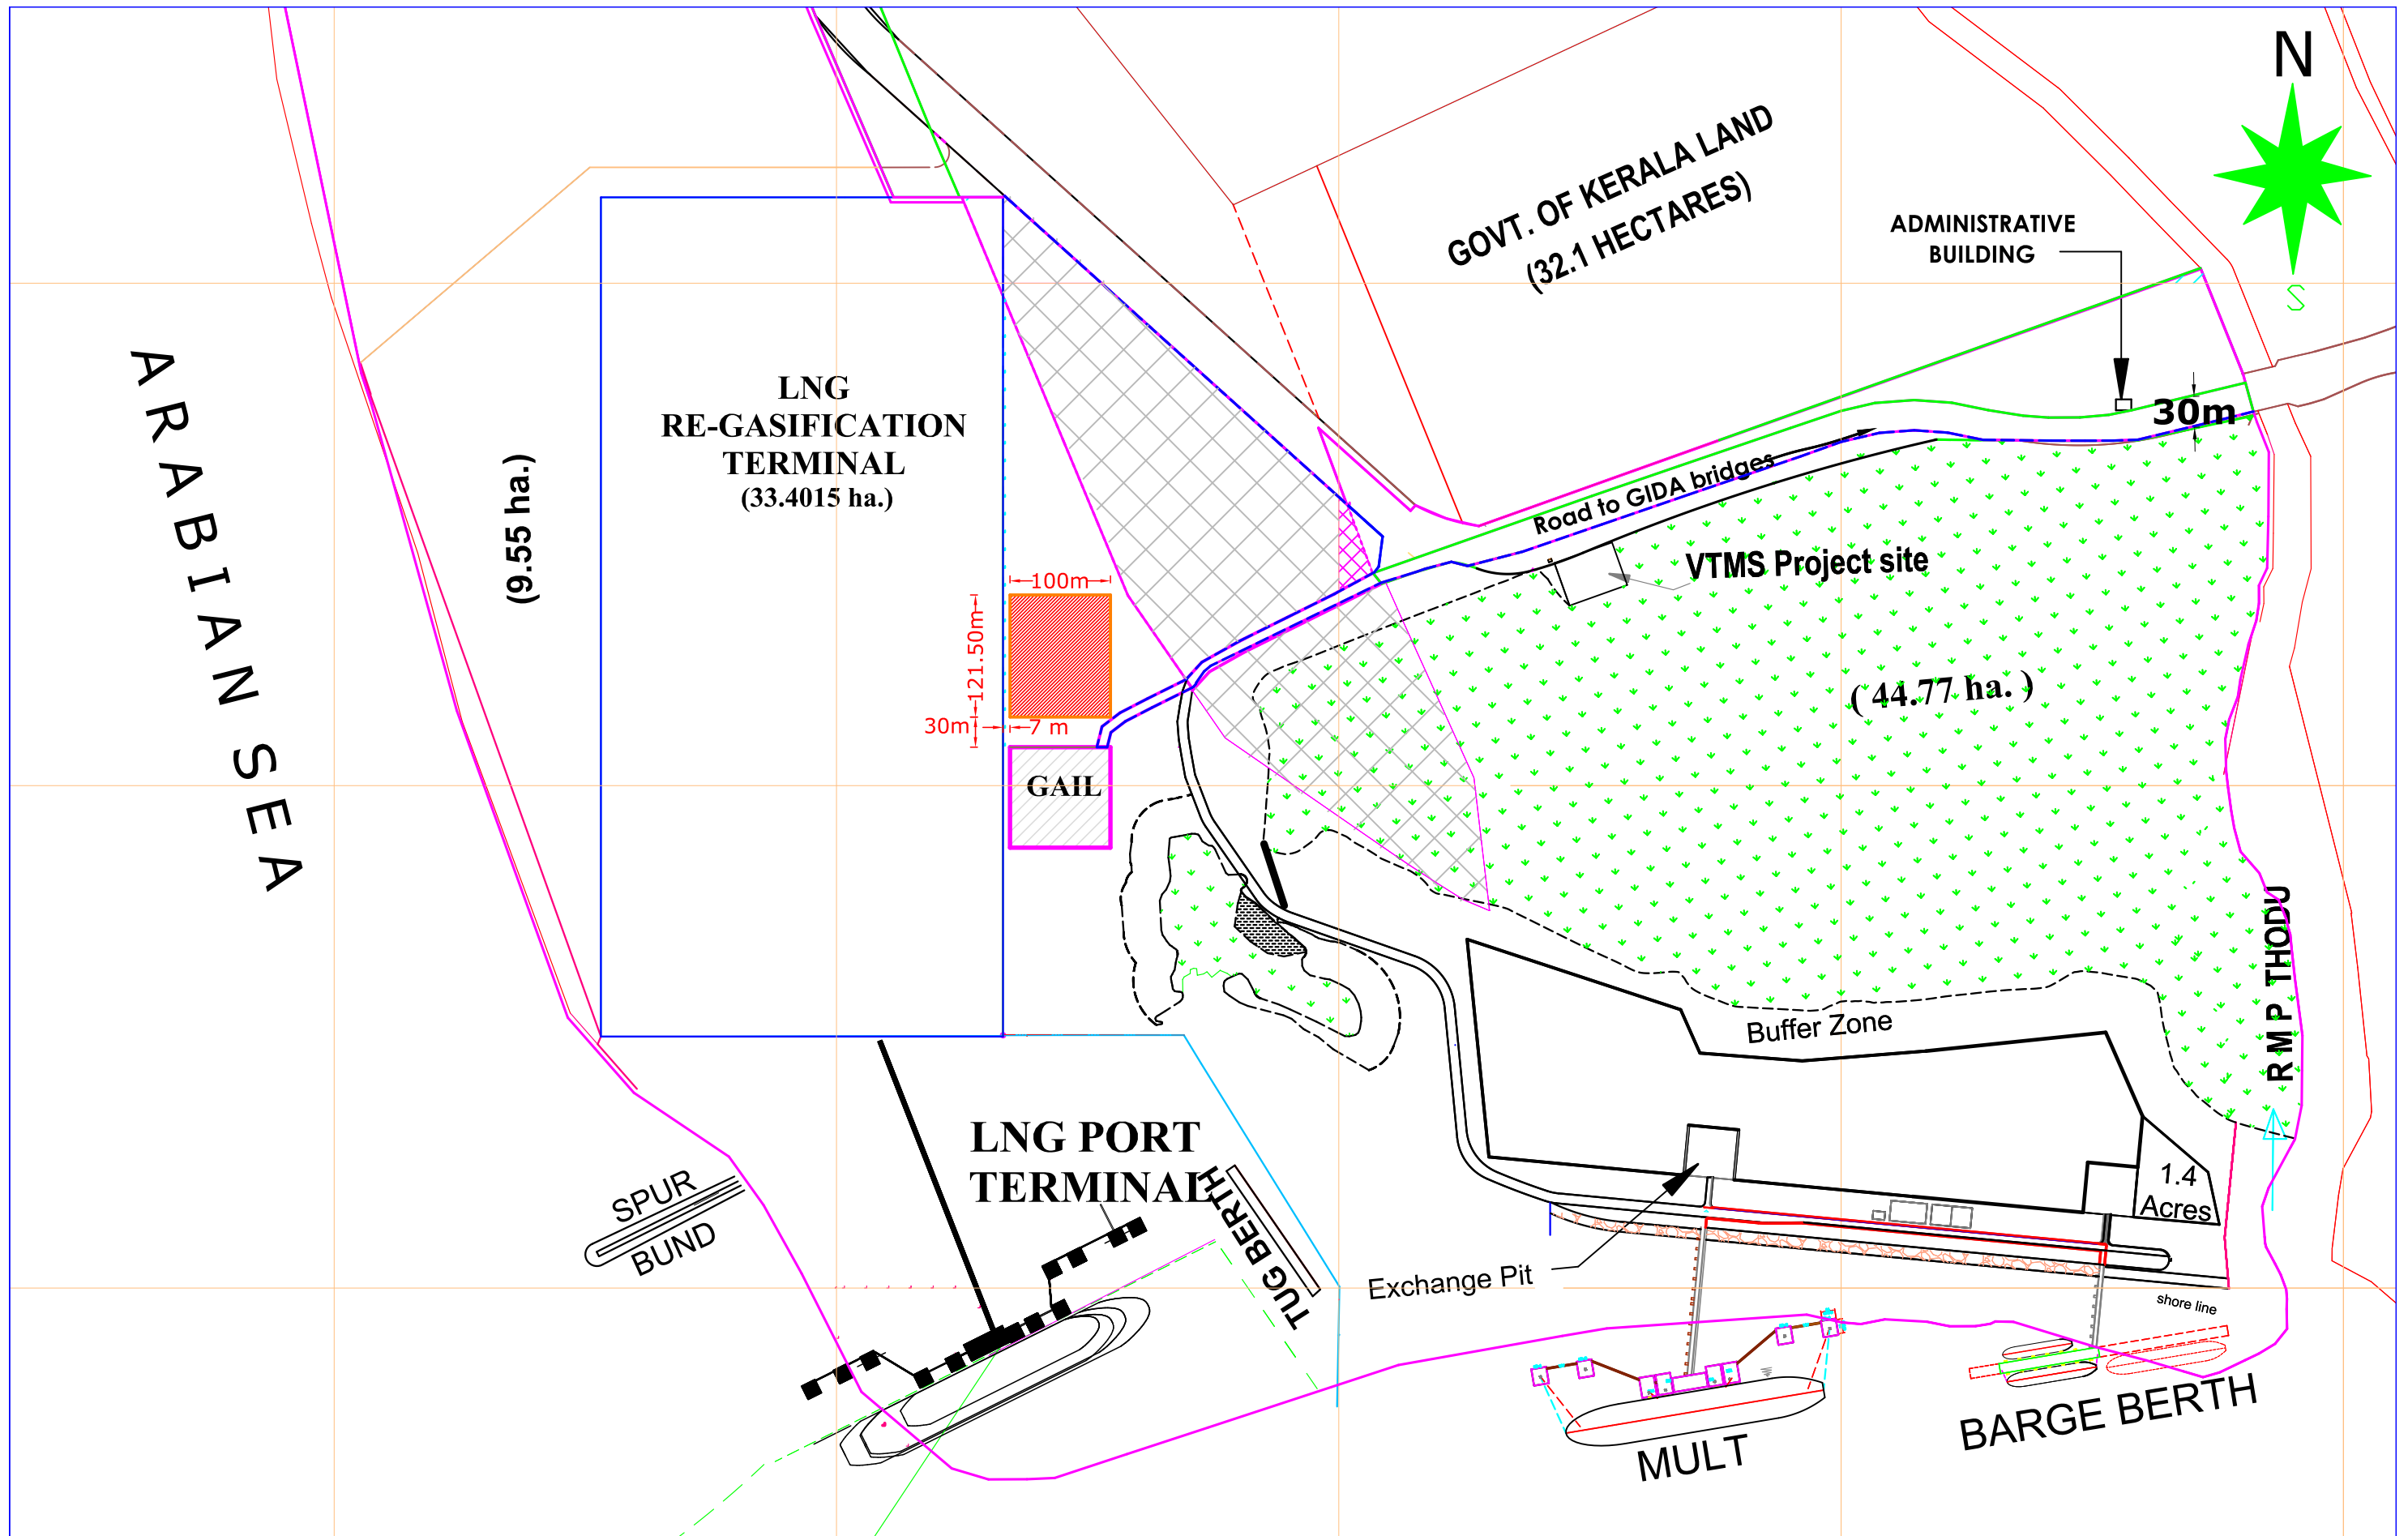 N
S
GOVT. OF KERALA LAND
(32.1 HECTARES)
ADMINISTRATIVE
BUILDING
30m
ARABIAN SEA
(9.55 ha.)
LNG
RE-GASIFICATION
TERMINAL
(33.4015 ha.)
Road to GIDA bridges
VTMS Project site
100m
121.50m
30m
7 m
( 44.77 ha. )
GAIL
RMP THODU
Buffer Zone
LNG PORT
TERMINAL
TUG BERTH
SPUR
BUND
1.4
Acres
Exchange Pit
shore line
MULT
BARGE BERTH